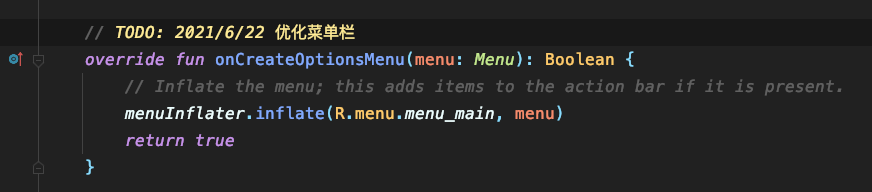 // TODO: 2021/6/22 优化菜单栏
override fun onCreateOptionsMenu(menu: Menu): Boolean {
// Inflate the menu; this adds items to the action bar if it is present.
menuInflater.inflate(R.menu.menu_main, menu)
return true
}